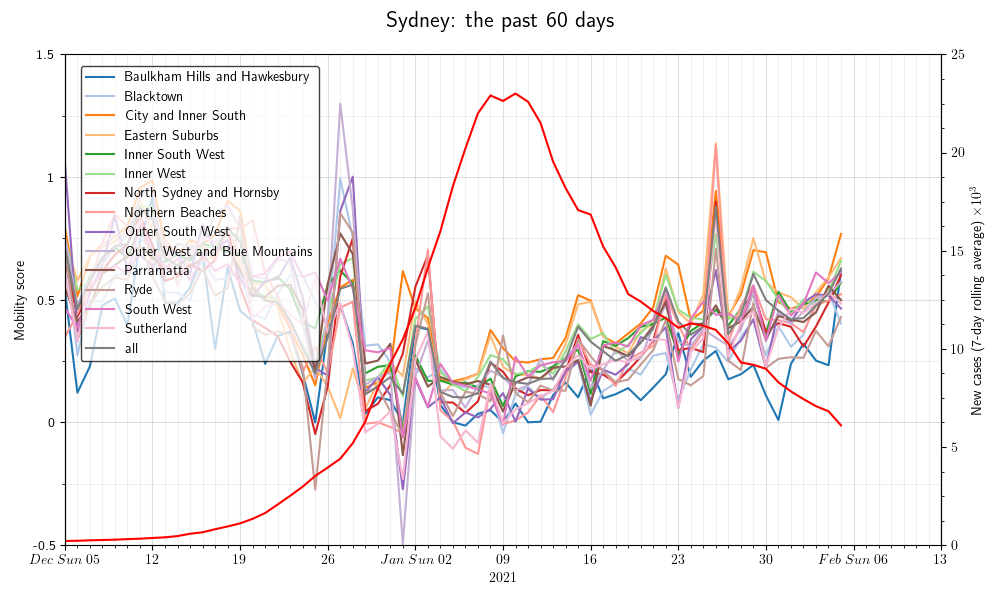 Sydney: the past 60 days
1.5
1
0.5
0
-0.5
Mobility score
Baulkham Hills and Hawkesbury
Blacktown
City and Inner South
Eastern Suburbs
Inner South West
Inner West
North Sydney and Hornsby
Northern Beaches
Outer South West
Outer West and Blue Mountains
Parramatta
Ryde
South West
Sutherland
all
25
20
15
10
5
0
New cases (7-day rolling average) ×10³
Dec Sun 05 12 19 26 Jan Sun 02 09 16 23 30 Feb Sun 06 13
2021